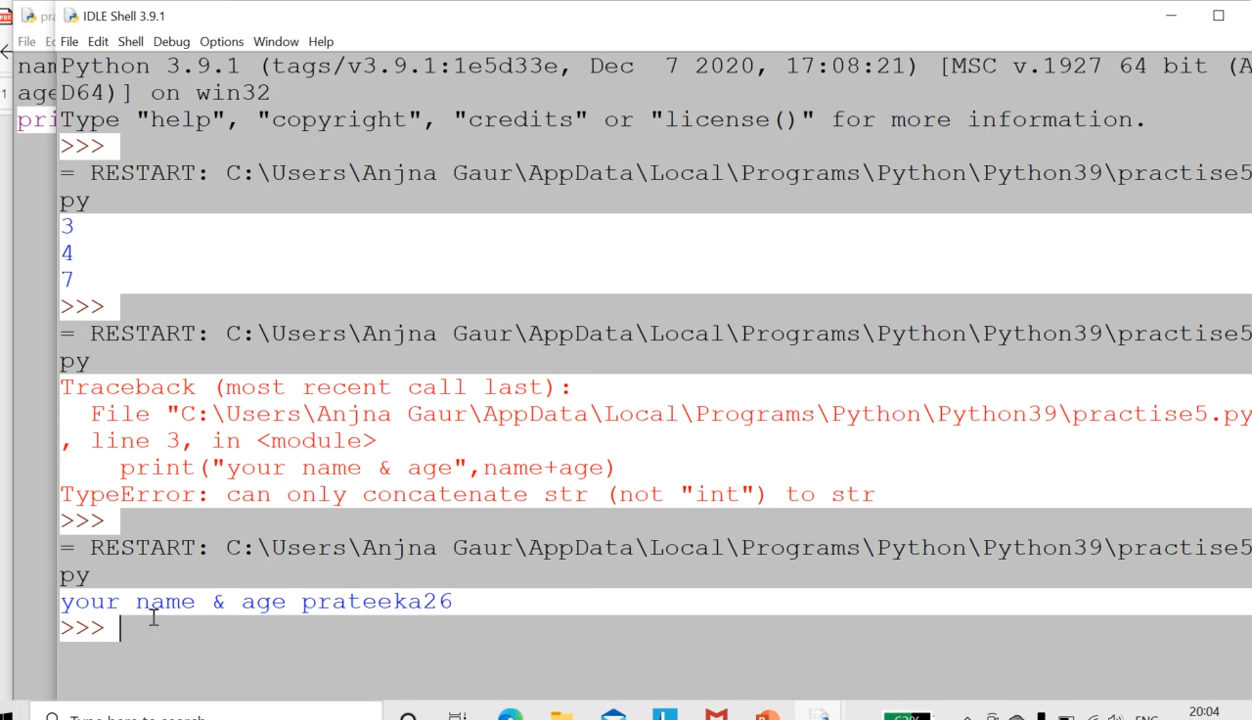 IDLE Shell 3.9.1
File Edit Shell Debug Options Window Help
Python 3.9.1 (tags/v3.9.1:1e5d33e, Dec  7 2020, 17:08:21) [MSC v.1927 64 bit (A
D64)] on win32
Type "help", "copyright", "credits" or "license()" for more information.
>>>
= RESTART: C:\Users\Anjna Gaur\AppData\Local\Programs\Python\Python39\practise5
py
3
4
7
>>>
= RESTART: C:\Users\Anjna Gaur\AppData\Local\Programs\Python\Python39\practise5
py
Traceback (most recent call last):
  File "C:\Users\Anjna Gaur\AppData\Local\Programs\Python\Python39\practise5.py
, line 3, in <module>
    print("your name & age",name+age)
TypeError: can only concatenate str (not "int") to str
>>>
= RESTART: C:\Users\Anjna Gaur\AppData\Local\Programs\Python\Python39\practise5
py
your name & age prateeka26
>>>
20:04